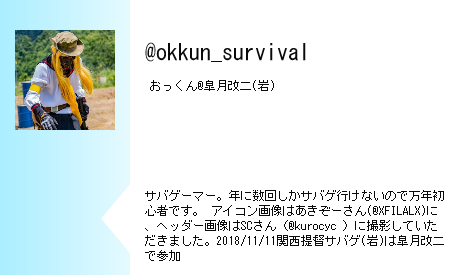 @okkun_survival
おっくん@皐月改二(岩)
サバゲーマー。年に数回しかサバゲ行けないので万年初
心者です。 アイコン画像はあきぞーさん(@XFILALX)に
、ヘッダー画像はSCさん（@kurocyc ）に撮影していた
だきました。2018/11/11関西提督サバゲ(岩)は皐月改二
で参加